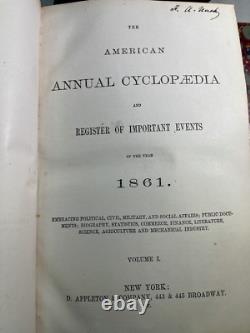 THE
AMERICAN
ANNUAL CYCLOPÆDIA
AND
REGISTER OF IMPORTANT EVENTS
OF THE YEAR
1861.
EMBRACING POLITICAL, CIVIL, MILITARY, AND SOCIAL AFFAIRS; PUBLIC DOCU-
MENTS; BIOGRAPHY, STATISTICS, COMMERCE, FINANCE, LITERATURE,
SCIENCE, AGRICULTURE AND MECHANICAL INDUSTRY.
VOLUME I.
NEW YORK:
D. APPLETON & COMPANY, 443 & 445 BROADWAY.